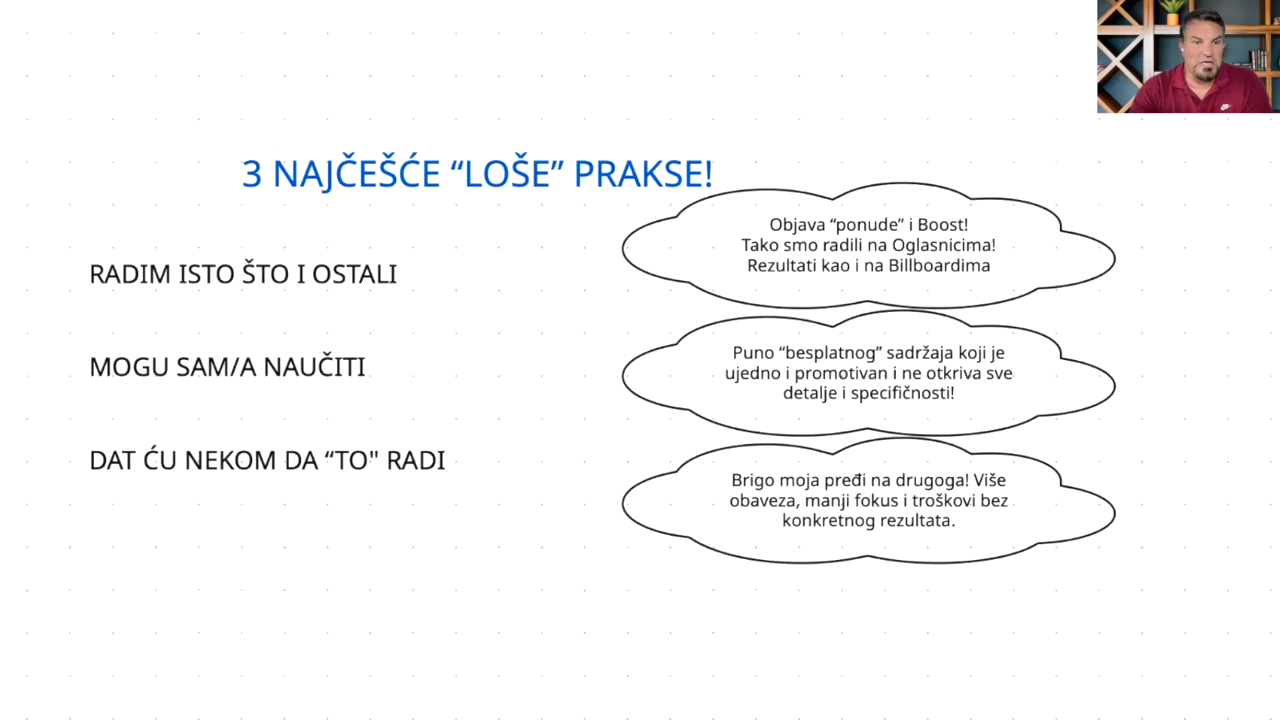 3 NAJČEŠĆE “LOŠE” PRAKSE!
RADIM ISTO ŠTO I OSTALI
Objava “ponude” i Boost!
Tako smo radili na Oglasnicima!
Rezultati kao i na Billboardima
MOGU SAM/A NAUČITI
Puno “besplatnog” sadržaja koji je
ujedno i promotivan i ne otkriva sve
detalje i specifičnosti!
DAT ĆU NEKOM DA “TO" RADI
Brigo moja pređi na drugoga! Više
obaveza, manji fokus i troškovi bez
konkretnog rezultata.